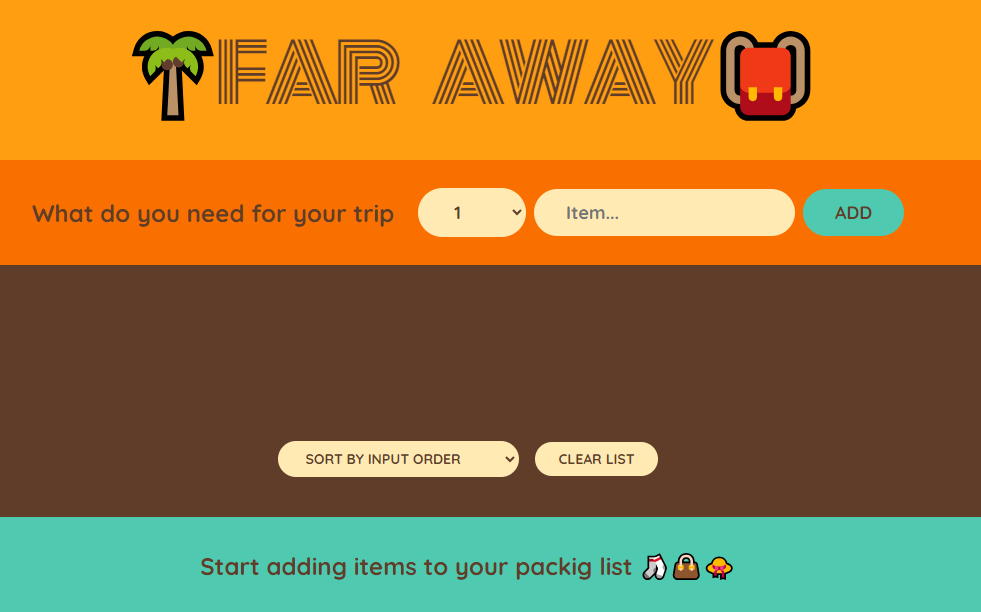 FAR AWAY
What do you need for your trip 1 Item... ADD
SORT BY INPUT ORDER CLEAR LIST
Start adding items to your packig list